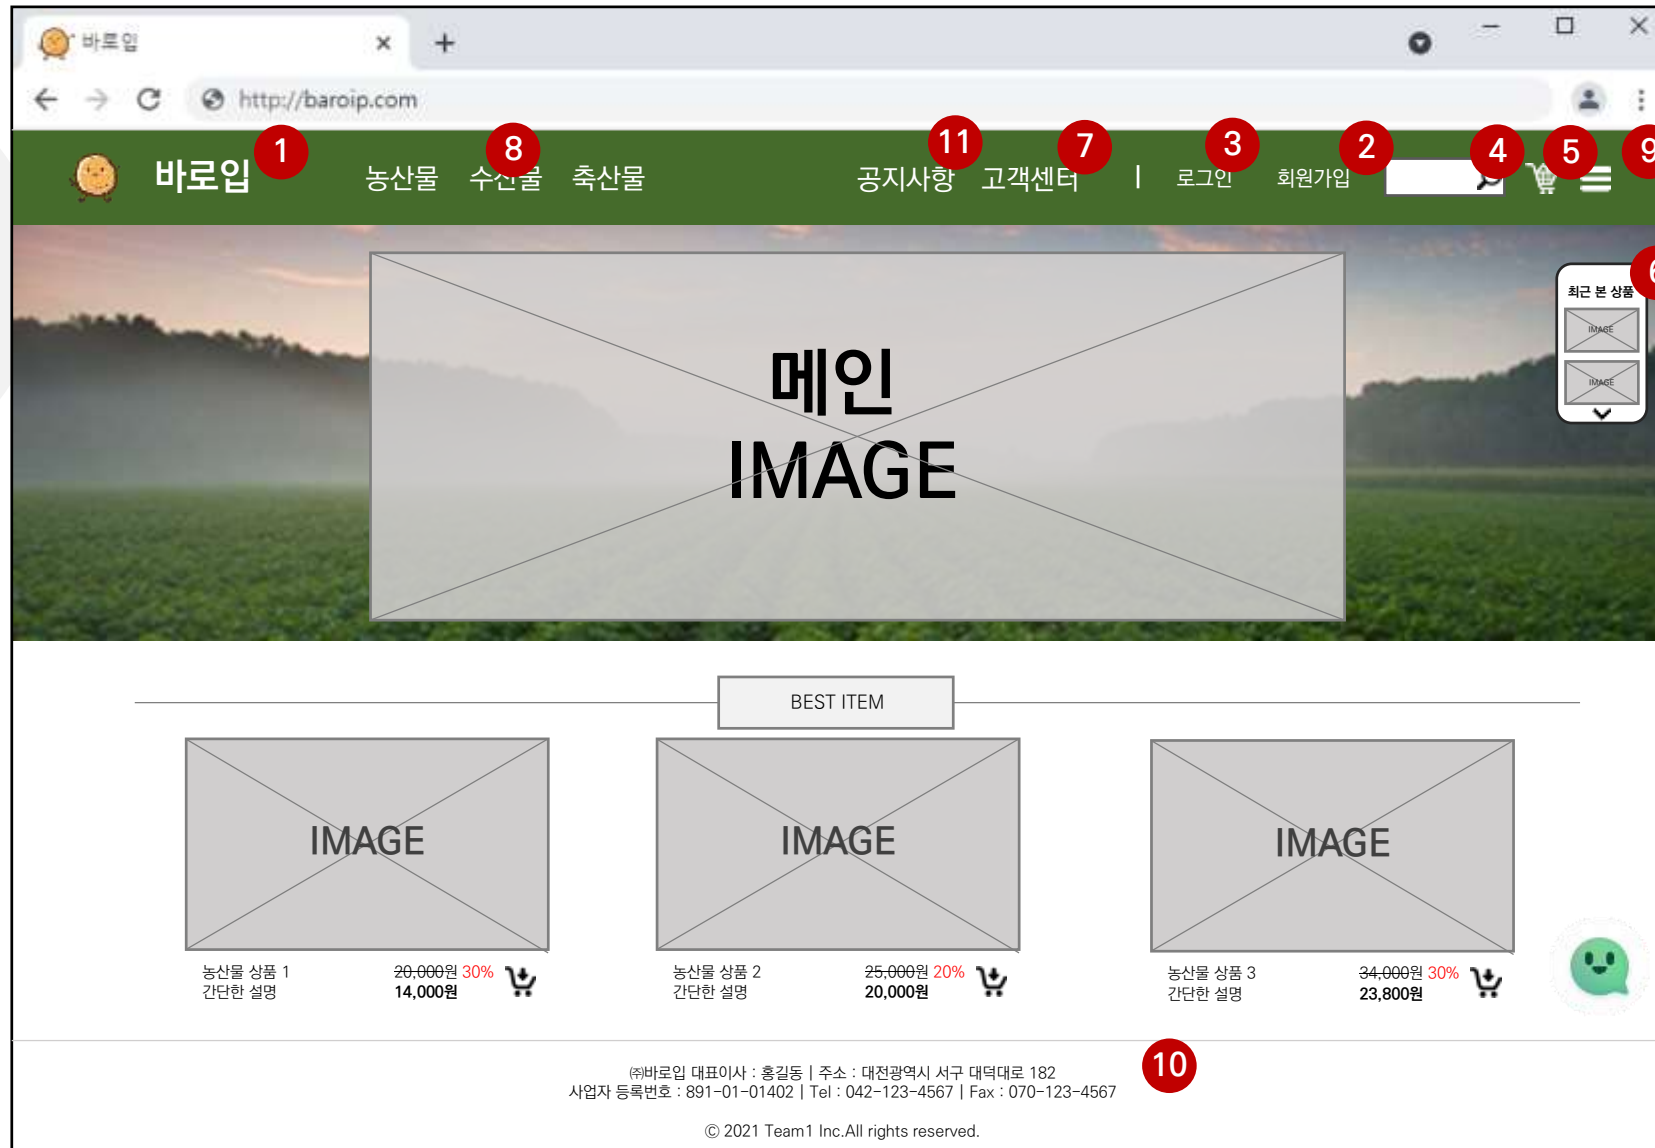 바로입
http://baroip.com
바로입 1 농산물 수산물 8 축산물 공지사항 11 고객센터 7 | 로그인 3 회원가입 2 4 5 9
최근 본 상품 6
IMAGE
IMAGE
메인
IMAGE
BEST ITEM
IMAGE IMAGE IMAGE
농산물 상품 1 20,000원 30% 농산물 상품 2 25,000원 20% 농산물 상품 3 34,000원 30%
간단한 설명 14,000원 간단한 설명 20,000원 간단한 설명 23,800원
㈜바로입 대표이사 : 홍길동 | 주소 : 대전광역시 서구 대덕대로 182 10
사업자 등록번호 : 891-01-01402 | Tel : 042-123-4567 | Fax : 070-123-4567
© 2021 Team1 Inc.All rights reserved.